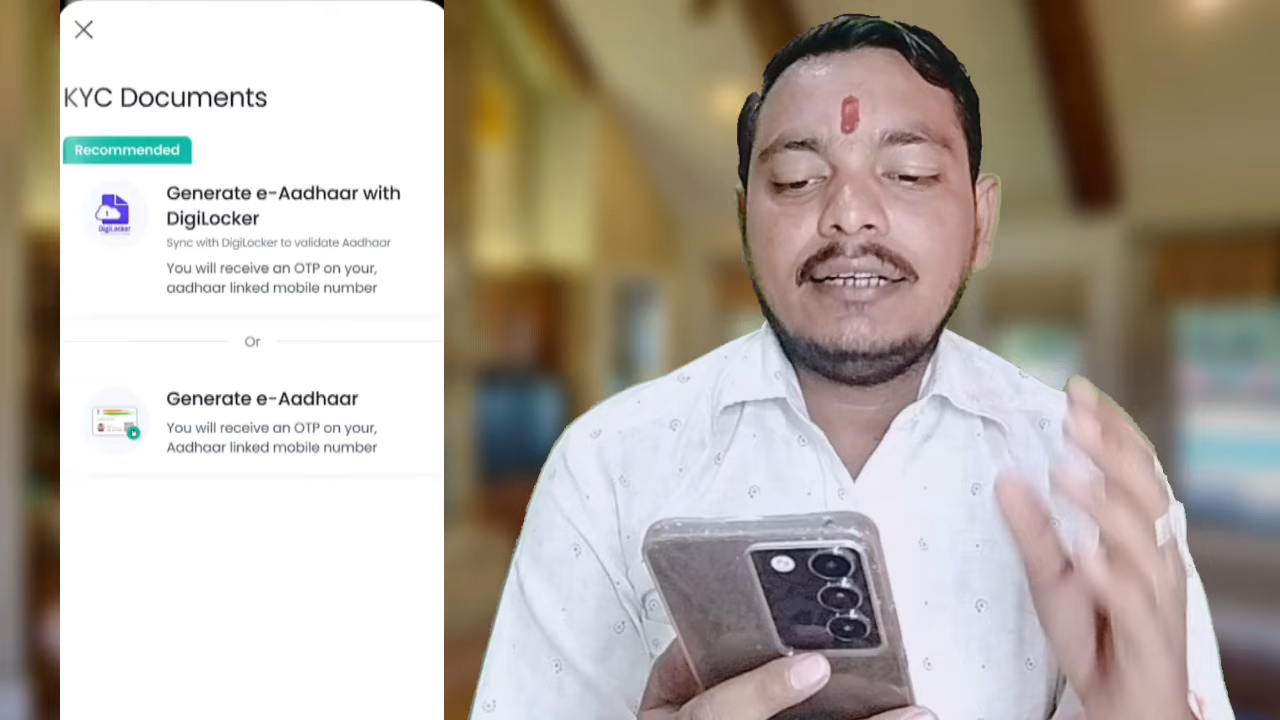 KYC Documents
Recommended
Generate e-Aadhaar with
DigiLocker
DigiLocker
Sync with DigiLocker to validate Aadhaar
You will receive an OTP on your,
aadhaar linked mobile number
Or
Generate e-Aadhaar
You will receive an OTP on your,
Aadhaar linked mobile number